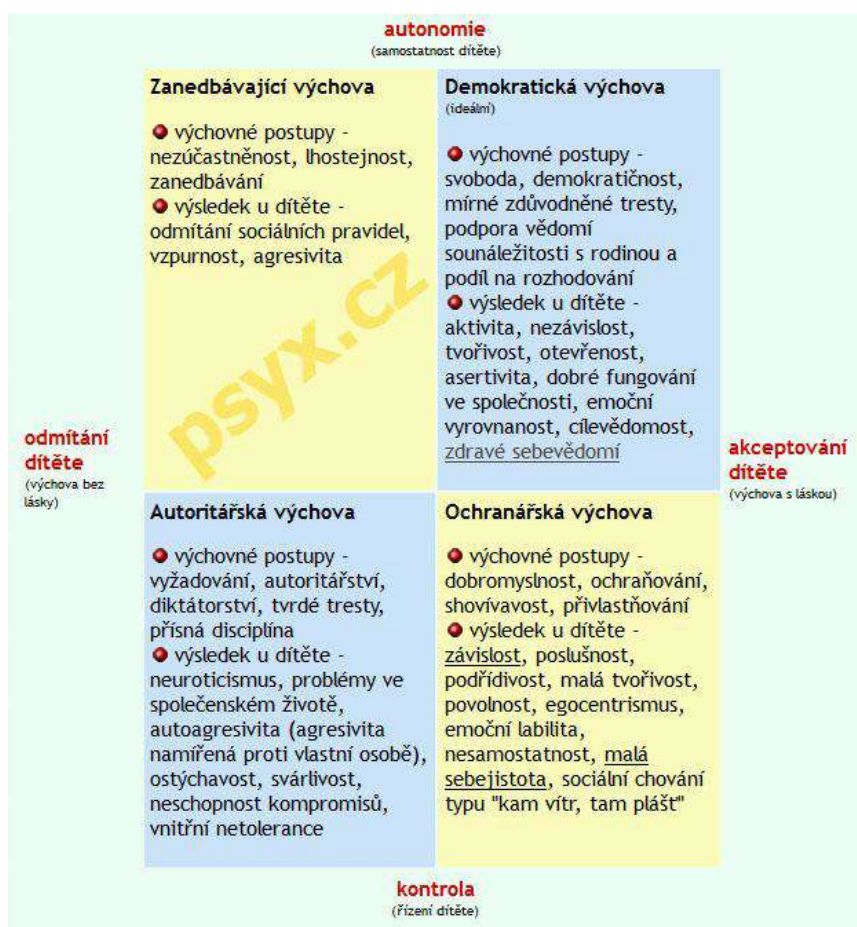 autonomie
(samostatnost dítěte)
Zanedbávající výchova
výchovné postupy -
nezúčastněnost, lhostejnost,
zanedbávání
výsledek u dítěte -
odmítání sociálních pravidel,
vzpurnost, agresivita
psyx.cz
Demokratická výchova
(ideální)
výchovné postupy -
svoboda, demokratičnost,
mírné zdůvodněné tresty,
podpora vědomí
sounáležitosti s rodinou a
podíl na rozhodování
výsledek u dítěte -
aktivita, nezávislost,
tvořivost, otevřenost,
asertivita, dobré fungování
ve společnosti, emoční
vyrovnanost, cílevědomost,
zdravé sebevědomí
odmítání
dítěte
(výchova bez
lásky)
akceptování
dítěte
(výchova s láskou)
Autoritářská výchova
výchovné postupy -
vyžadování, autoritářství,
diktátorství, tvrdé tresty,
přísná disciplína
výsledek u dítěte -
neuroticismus, problémy ve
společenském životě,
autoagresivita (agresivita
namířená proti vlastní osobě),
ostýchavost, svárlivost,
neschopnost kompromisů,
vnitřní netolerance
Ochranářská výchova
výchovné postupy -
dobromyslnost, ochraňování,
shovívavost, přivlastňování
výsledek u dítěte -
závislost, poslušnost,
podřídivost, malá tvořivost,
povolnost, egocentrismus,
emoční labilita,
nesamostatnost, malá
sebejistota, sociální chování
typu "kam vítr, tam plášť"
kontrola
(řízení dítěte)